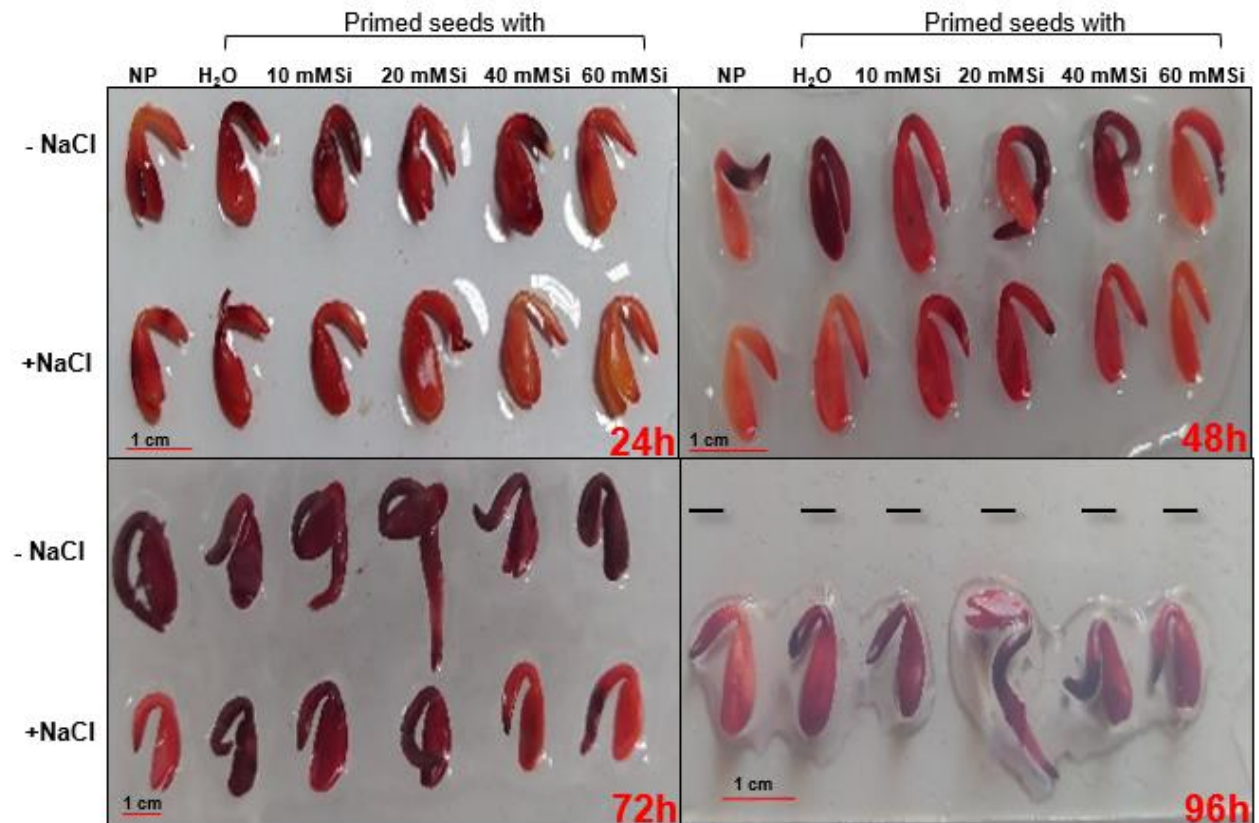 Primed seeds with
Primed seeds with
NP H₂O 10 mMSi 20 mMSi 40 mMSi 60 mMSi
NP H₂O 10 mMSi 20 mMSi 40 mMSi 60 mMSi
- NaCl
+NaCl
1 cm
24h
1 cm
48h
- NaCl
+NaCl
1 cm
72h
1 cm
96h